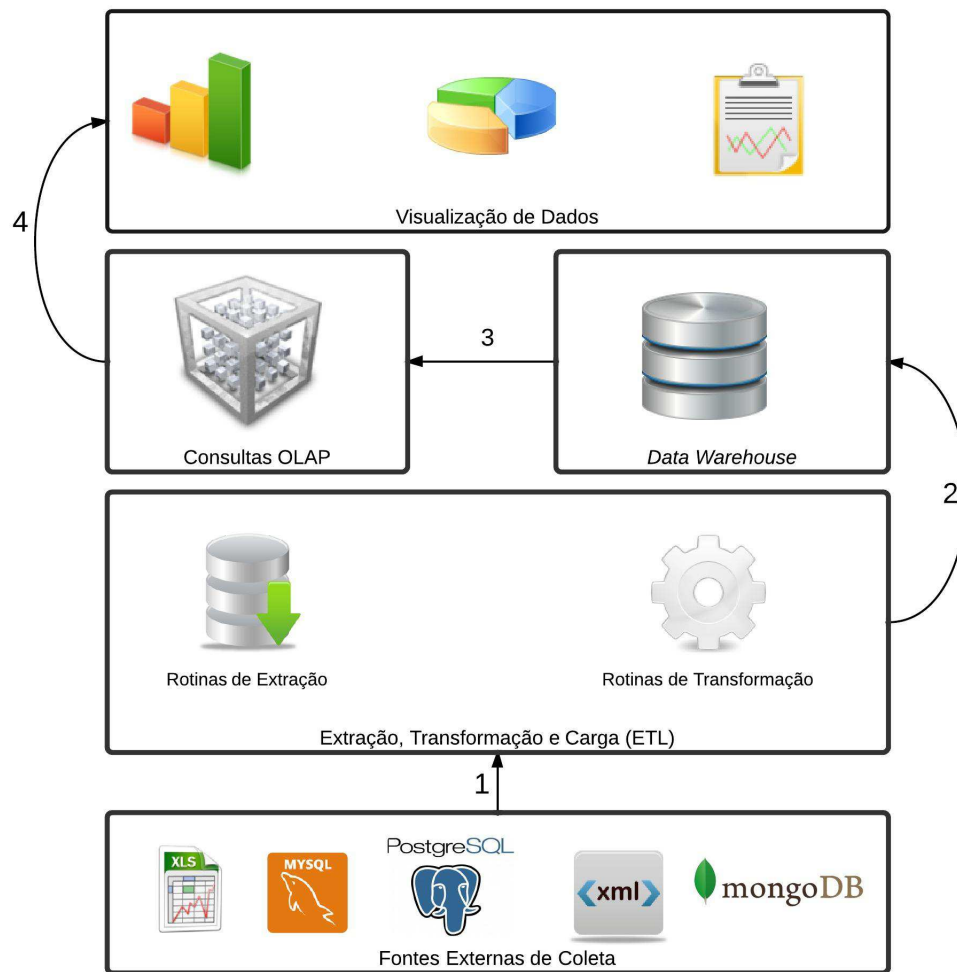 Visualização de Dados
4
3
Consultas OLAP
Data Warehouse
2
Rotinas de Extração
Rotinas de Transformação
Extração, Transformação e Carga (ETL)
1
XLS
MYSQL
PostgreSQL
xml
mongoDB
Fontes Externas de Coleta